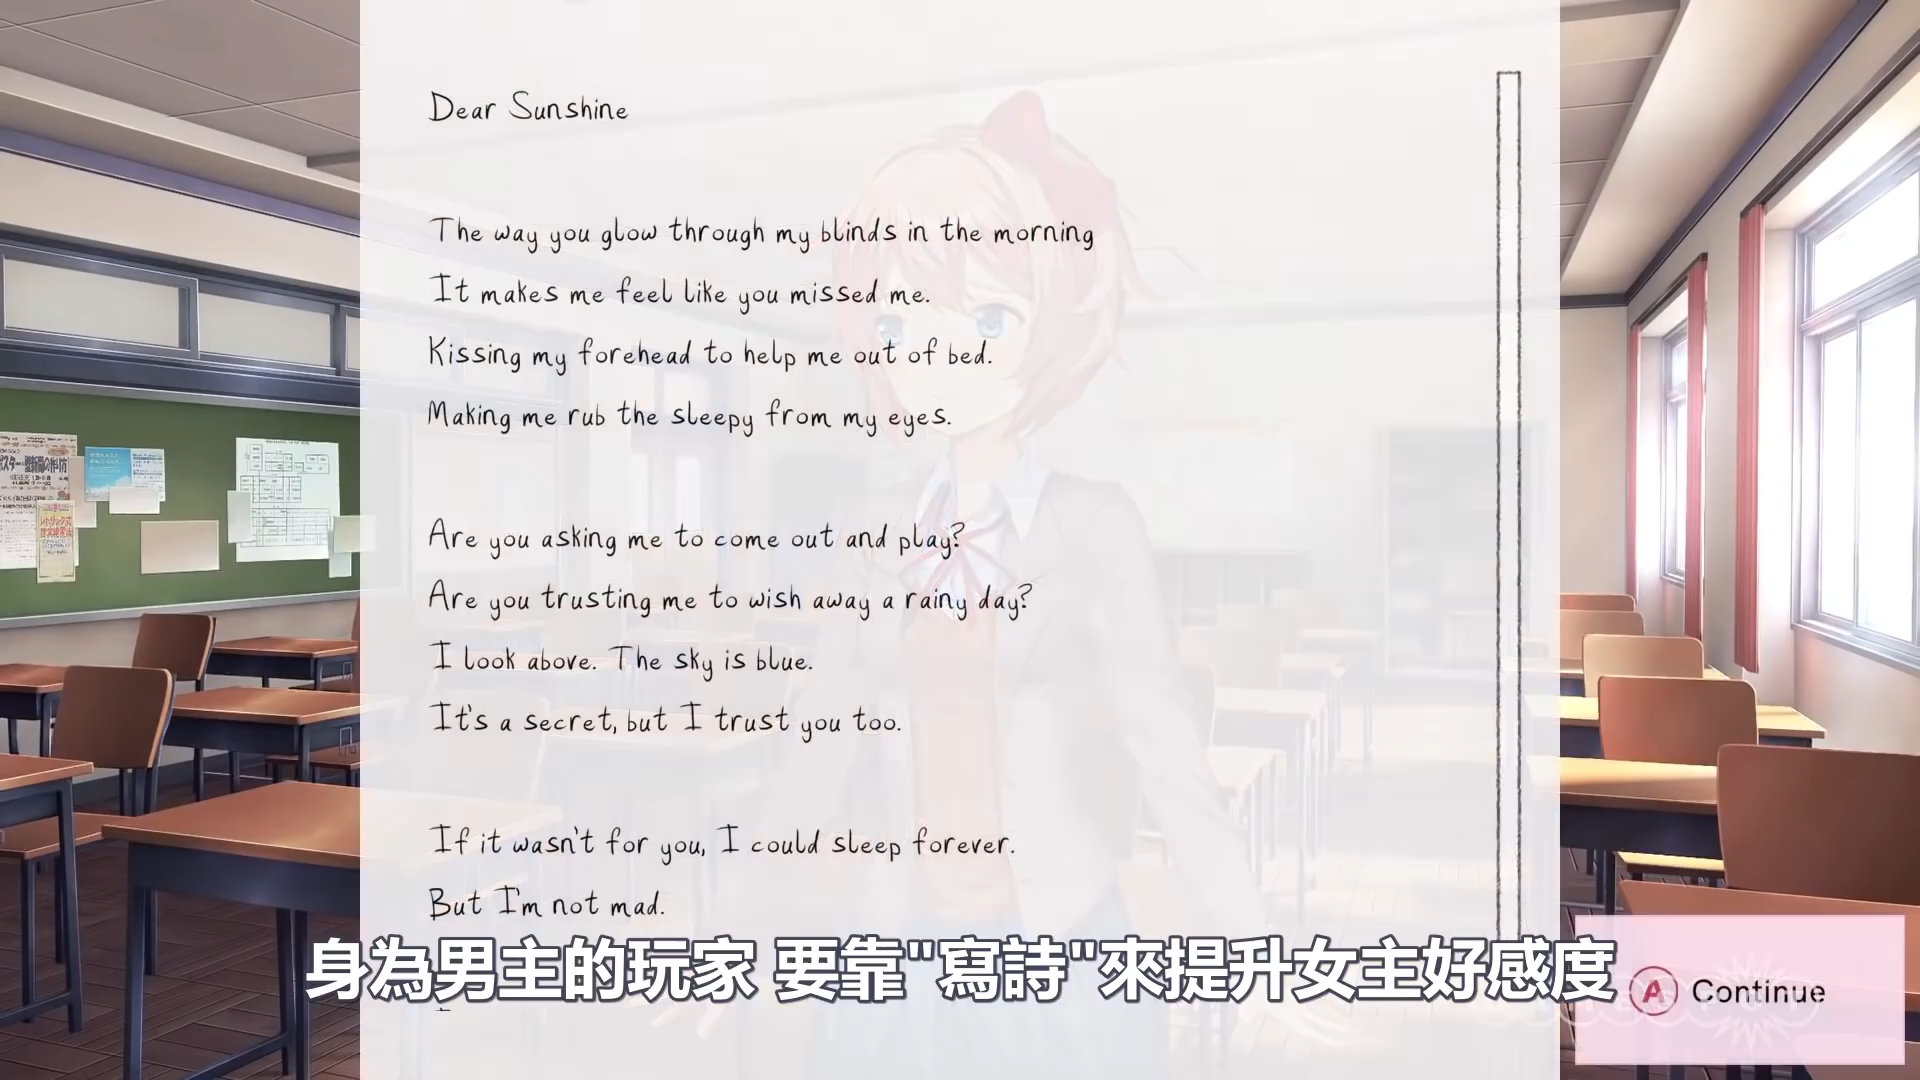 Dear Sunshine
The way you glow through my blinds in the morning
It makes me feel like you missed me.
Kissing my forehead to help me out of bed.
Making me rub the sleepy from my eyes.
Are you asking me to come out and play?
Are you trusting me to wish away a rainy day?
I look above. The sky is blue.
It's a secret, but I trust you too.
If it wasn't for you, I could sleep forever.
But I'm not mad.
身為男主的玩家 要靠"寫詩"來提升女主好感度
A Continue